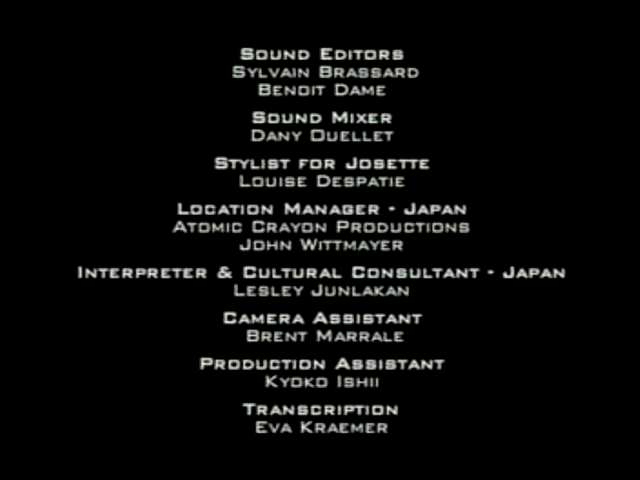 Sound Editors
Sylvain Brassard
Benoit Dame
Sound Mixer
Dany Ouellet
Stylist for Josette
Louise Despatie
Location Manager - Japan
Atomic Crayon Productions
John Wittmayer
Interpreter & Cultural Consultant - Japan
Lesley Junlakan
Camera Assistant
Brent Marrale
Production Assistant
Kyoko Ishii
Transcription
Eva Kraemer